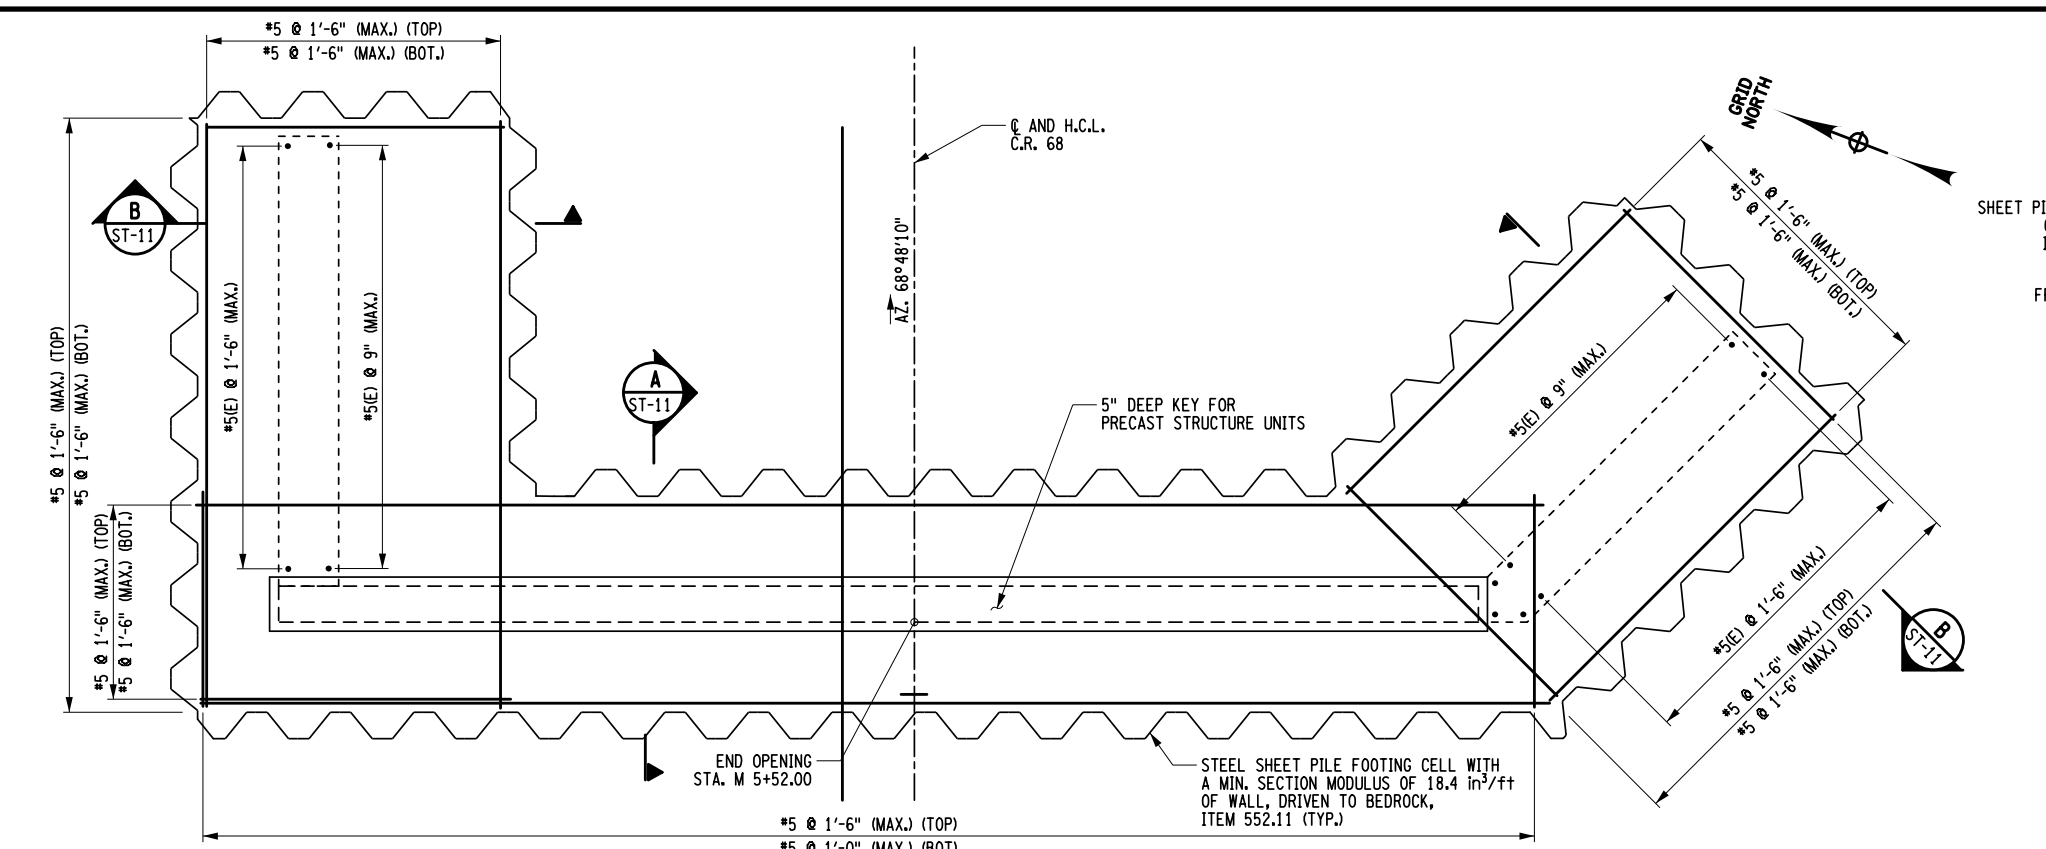 #5 @ 1'-6" (MAX.) (TOP)
#5 @ 1'-6" (MAX.) (BOT.)
℄ AND H.C.L.
C.R. 68
GRID
NORTH
SHEET PI
#5 @ 1'-6" (MAX.) (TOP)
#5 @ 1'-6" (MAX.) (BOT.)
B
ST-11
AZ. 68°48'10"
#5(E) @ 1'-6" (MAX.)
#5(E) @ 9" (MAX.)
#5 @ 1'-6" (MAX.) (TOP)
#5 @ 1'-6" (MAX.) (BOT.)
A
ST-11
5" DEEP KEY FOR
PRECAST STRUCTURE UNITS
#5(E) @ 9" (MAX.)
#5 @ 1'-6" (MAX.) (TOP)
#5 @ 1'-6" (MAX.) (BOT.)
#5(E) @ 1'-6" (MAX.)
#5 @ 1'-6" (MAX.) (TOP)
#5 @ 1'-6" (MAX.) (BOT.)
B
ST-11
END OPENING
STA. M 5+52.00
STEEL SHEET PILE FOOTING CELL WITH
A MIN. SECTION MODULUS OF 18.4 in³/ft
OF WALL, DRIVEN TO BEDROCK,
ITEM 552.11 (TYP.)
#5 @ 1'-6" (MAX.) (TOP)
#5 @ 1'-0" (MAX.) (BOT.)